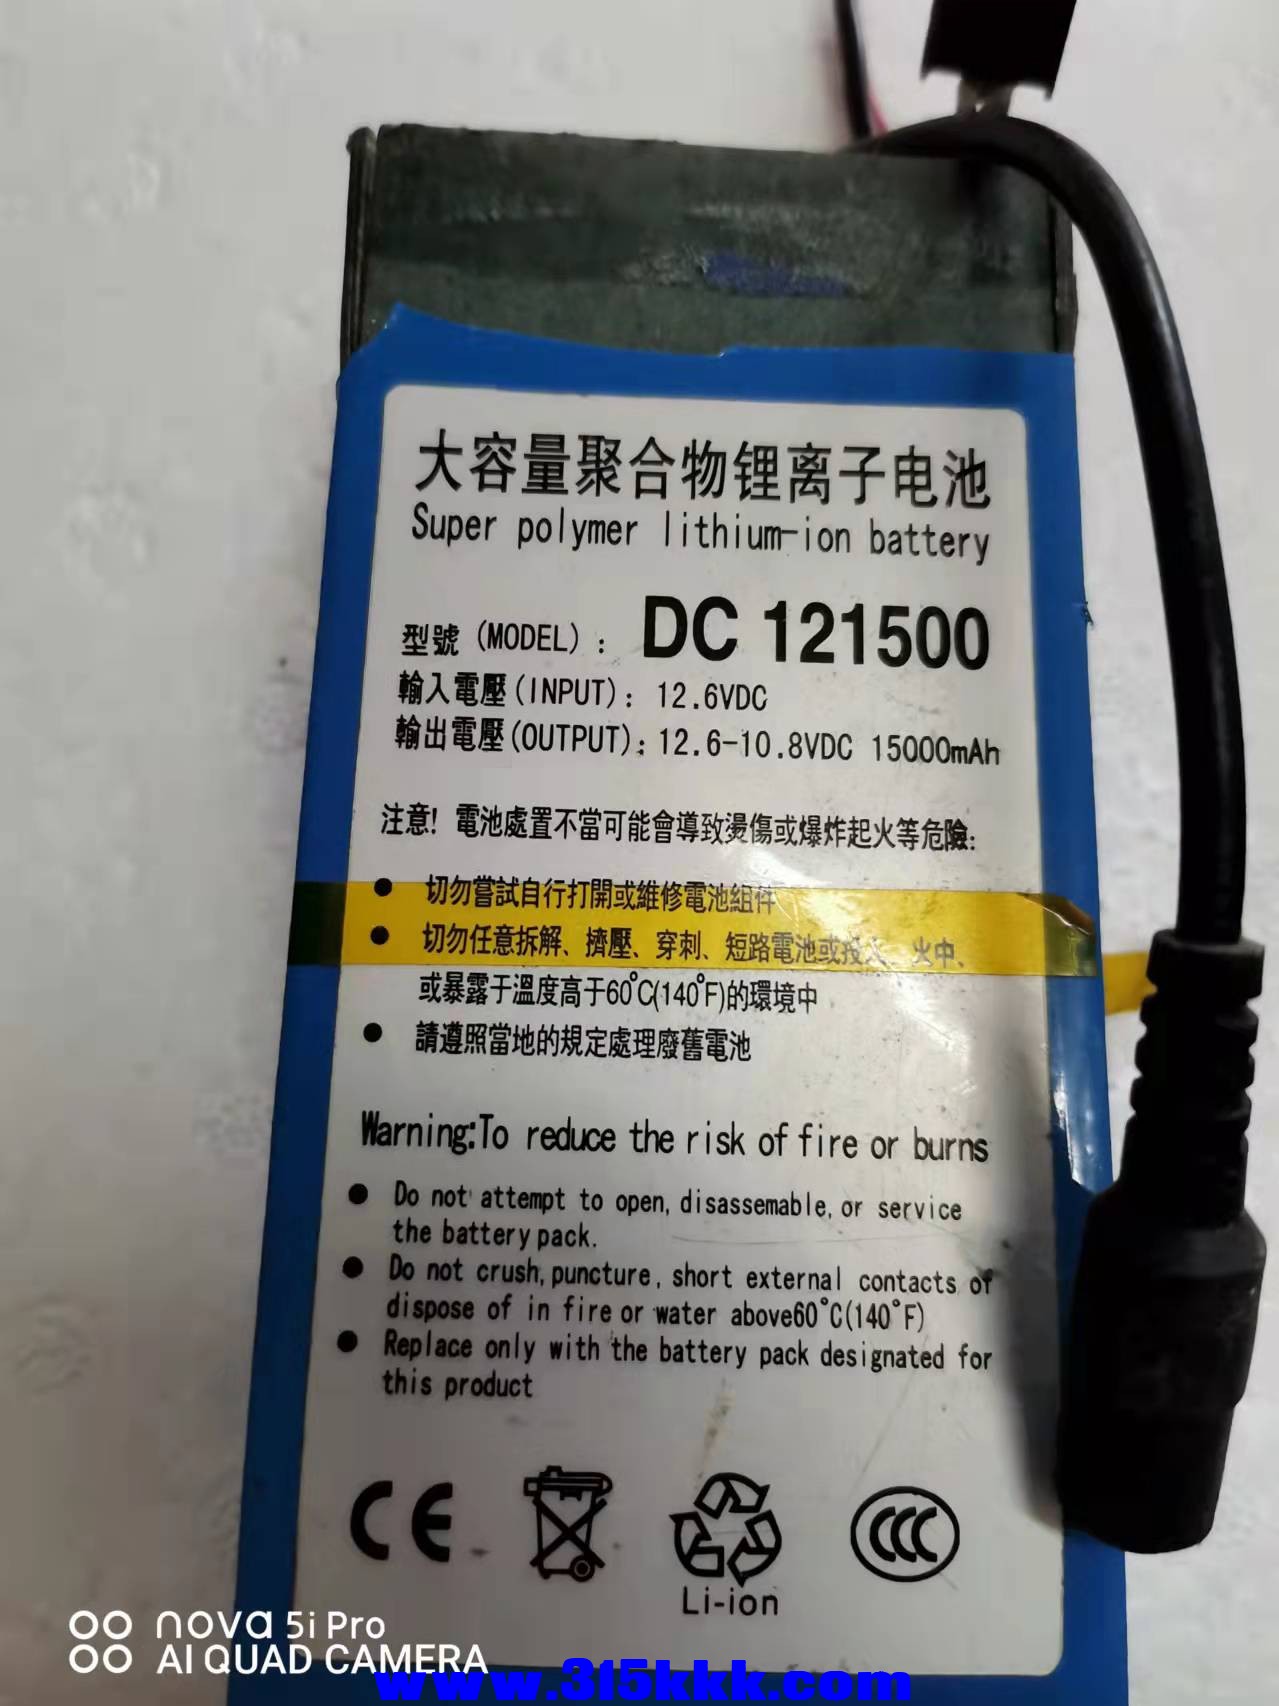 大容量聚合物锂离子电池
Super polymer lithium-ion battery
型號(MODEL): DC 121500
輸入電壓(INPUT): 12.6VDC
輸出電壓(OUTPUT): 12.6-10.8VDC 15000mAh
注意! 電池處置不當可能會導致燙傷或爆炸起火等危險:
● 切勿嘗試自行打開或維修電池組件
● 切勿任意拆解、擠壓、穿刺、短路電池或投入、火中、
或暴露于溫度高于60°C(140°F)的環境中
● 請遵照當地的規定處理廢舊電池
Warning:To reduce the risk of fire or burns
● Do not attempt to open, disassemable, or service
the battery pack.
● Do not crush, puncture, short external contacts of
dispose of in fire or water above60°C(140°F)
● Replace only with the battery pack designated for
this product
CE
CCC
Li-ion
nova 5i Pro
AI QUAD CAMERA
www.315kkk.com